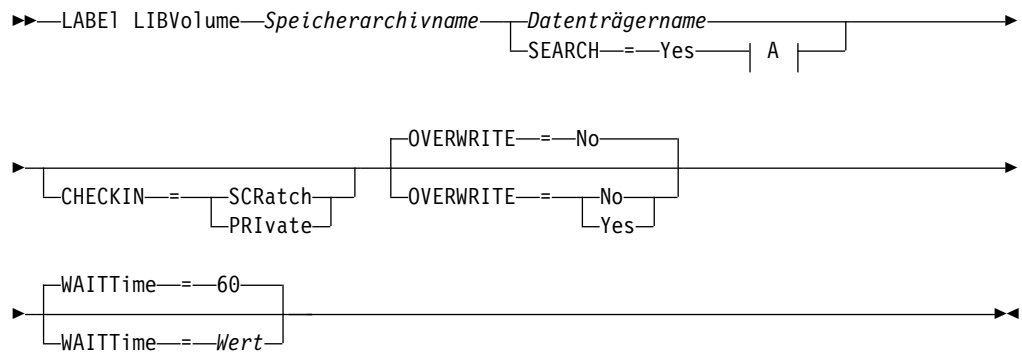 LABEl LIBVolume Speicherarchivname Datenträgername
SEARCH = Yes A
OVERWRITE = No
CHECKIN = SCRatch OVERWRITE = No
PRIvate Yes
WAITTime = 60
WAITTime = Wert